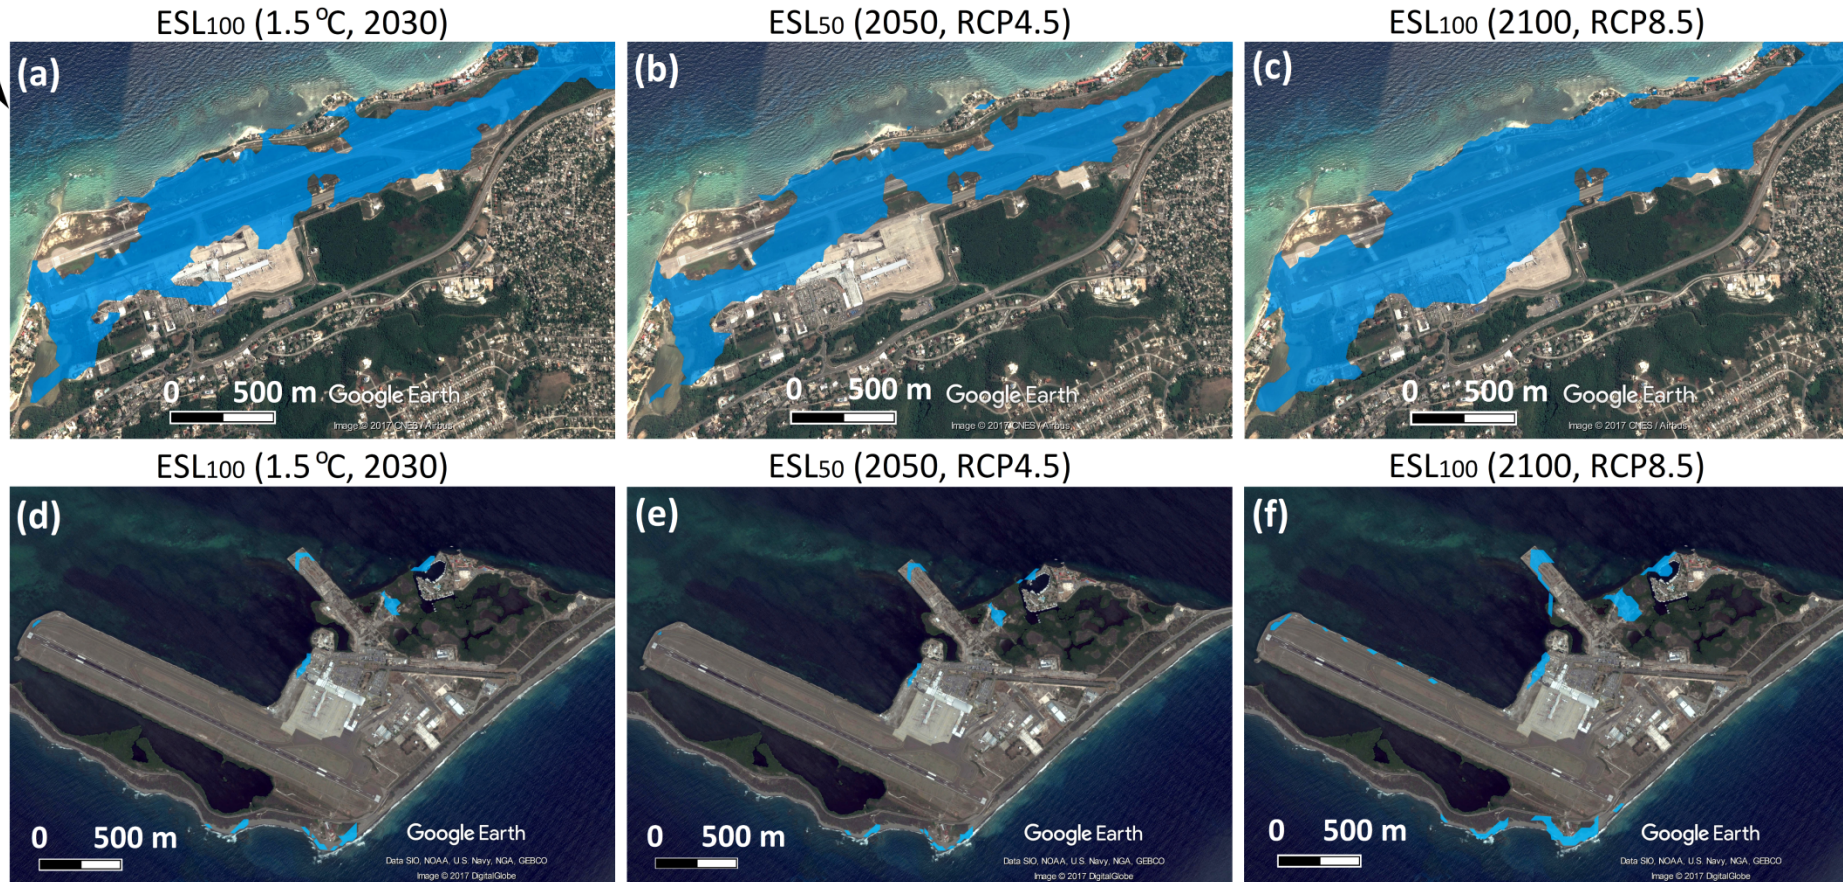 ESL100 (1.5 °C, 2030)
ESL50 (2050, RCP4.5)
ESL100 (2100, RCP8.5)
(a)
(b)
(c)
0 500 m Google Earth
Image © 2017 CNES / Airbus
0 500 m Google Earth
Image © 2017 CNES / Airbus
0 500 m Google Earth
Image © 2017 CNES / Airbus
ESL100 (1.5 °C, 2030)
ESL50 (2050, RCP4.5)
ESL100 (2100, RCP8.5)
(d)
(e)
(f)
0 500 m Google Earth
Data SIO, NOAA, U.S. Navy, NGA, GEBCO
Image © 2017 DigitalGlobe
0 500 m Google Earth
Data SIO, NOAA, U.S. Navy, NGA, GEBCO
Image © 2017 DigitalGlobe
0 500 m Google Earth
Data SIO, NOAA, U.S. Navy, NGA, GEBCO
Image © 2017 DigitalGlobe